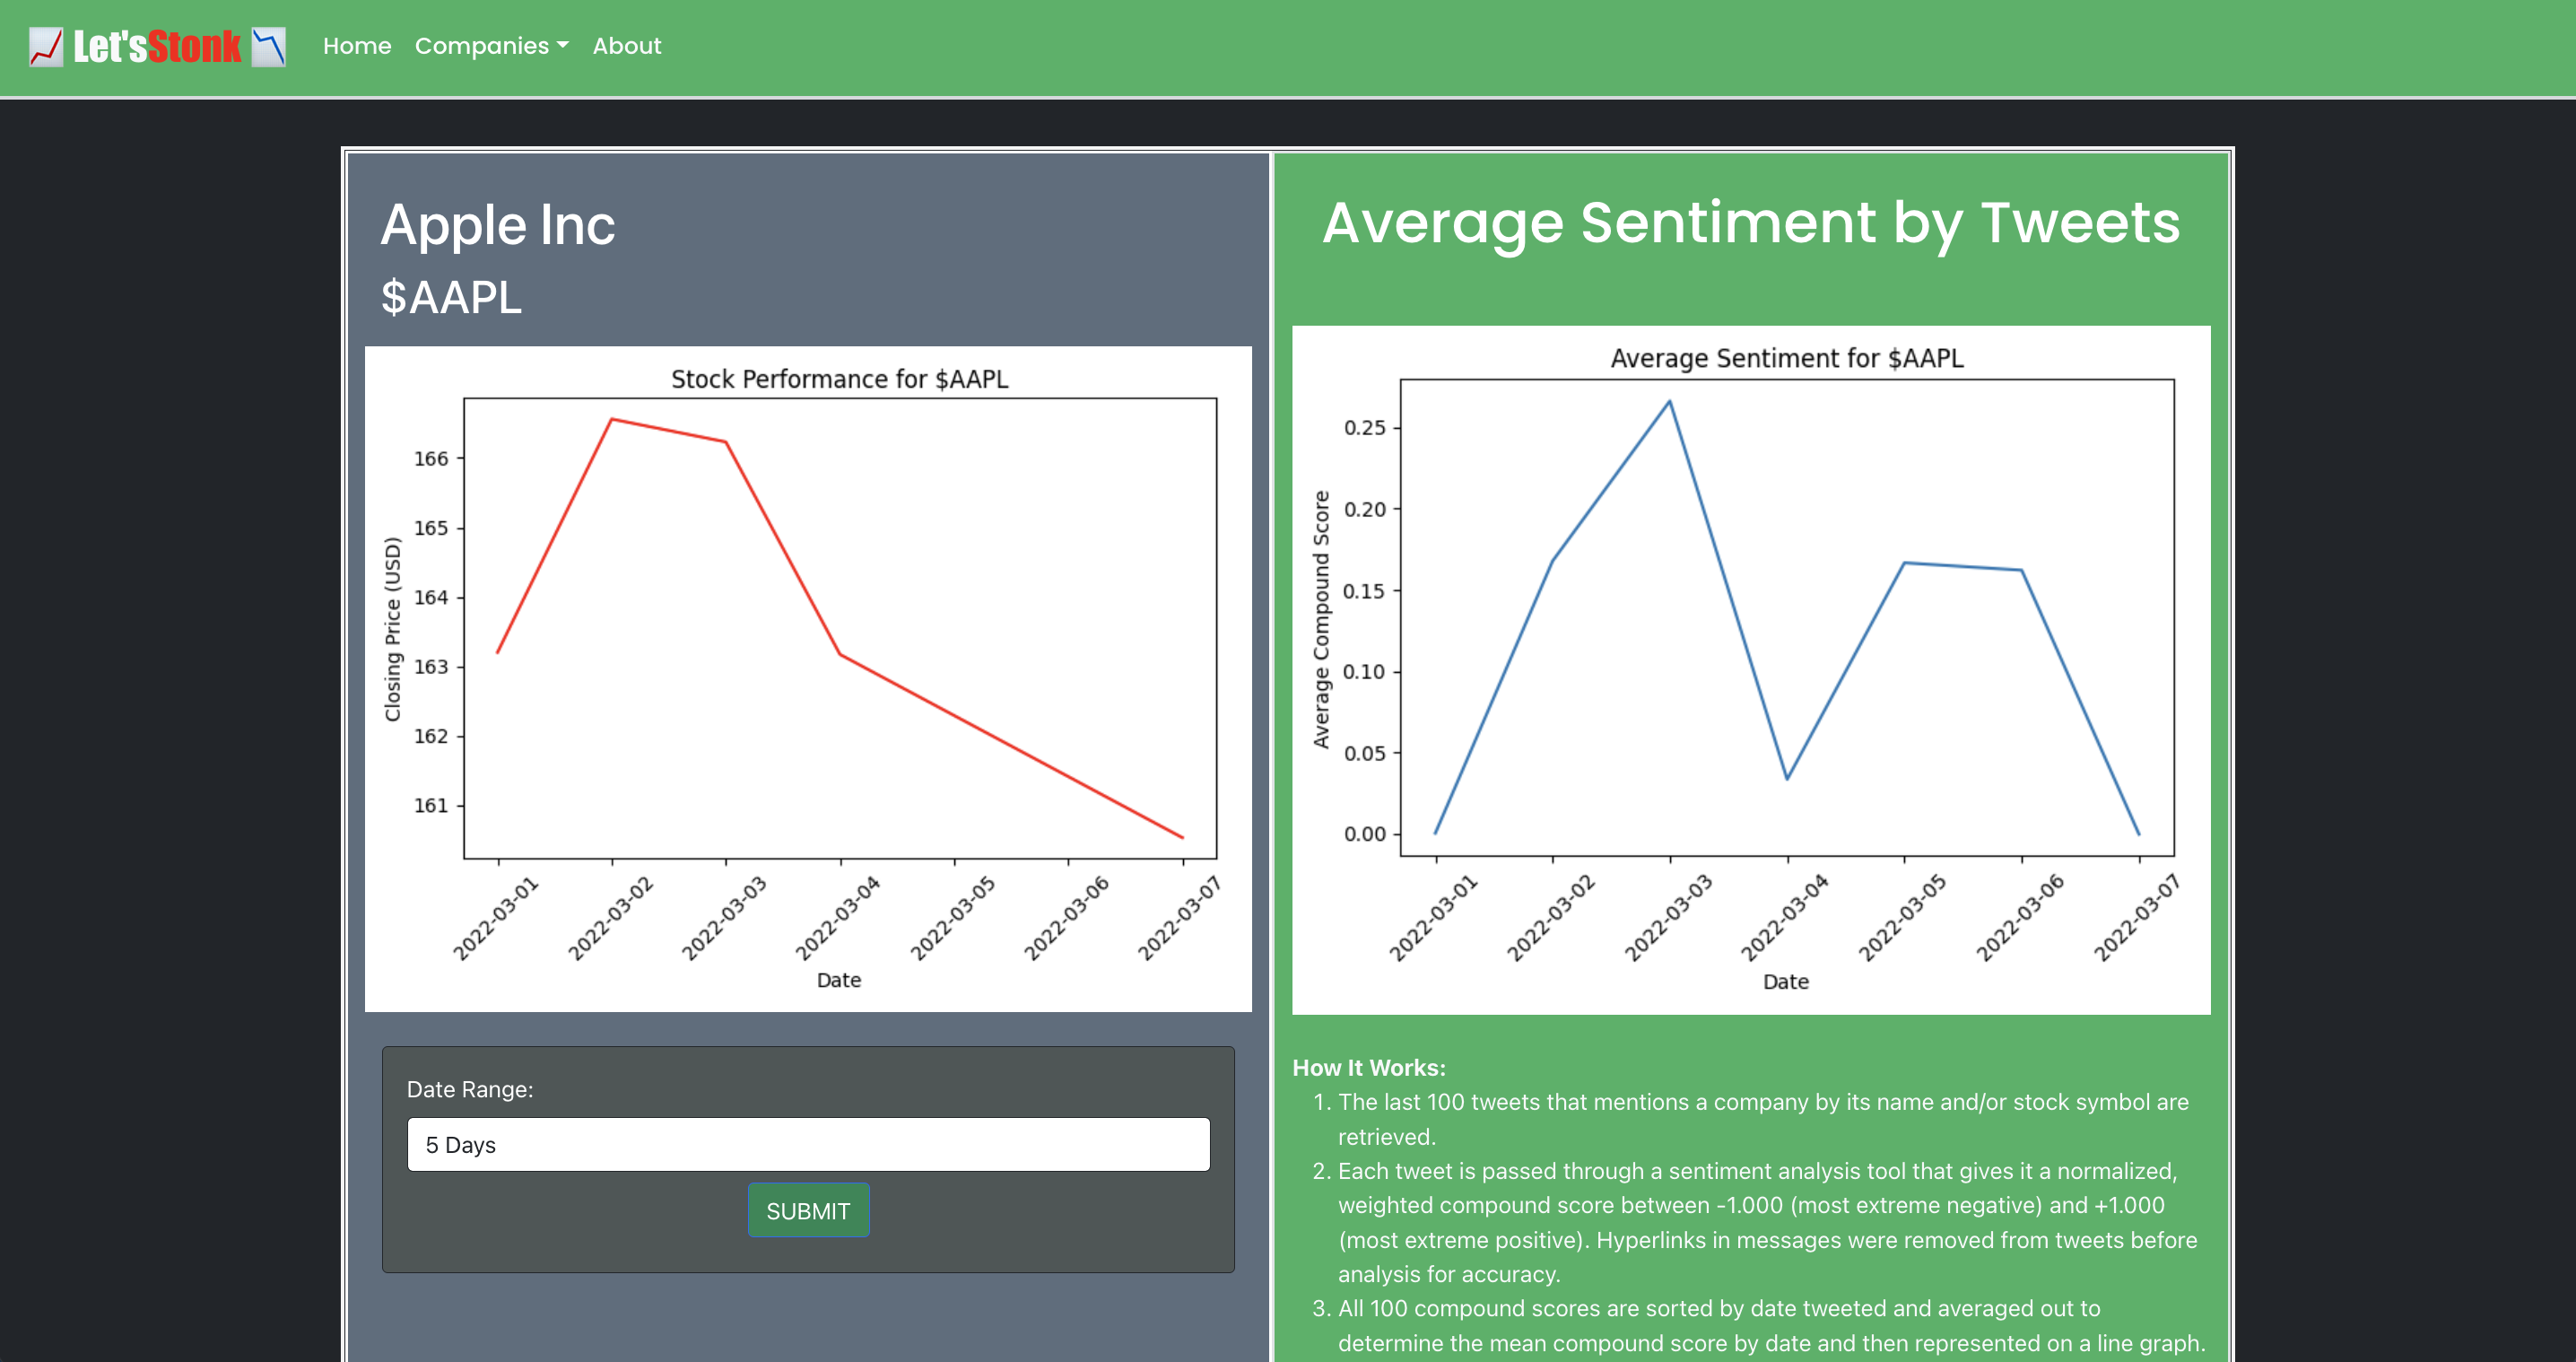 Let'sStonk Home Companies About
Apple Inc
$AAPL
Stock Performance for $AAPL
Closing Price (USD)
166
165
164
163
162
161
2022-03-01 2022-03-02 2022-03-03 2022-03-04 2022-03-05 2022-03-06 2022-03-07
Date
Date Range:
5 Days
SUBMIT
Average Sentiment by Tweets
Average Sentiment for $AAPL
Average Compound Score
0.25
0.20
0.15
0.10
0.05
0.00
2022-03-01 2022-03-02 2022-03-03 2022-03-04 2022-03-05 2022-03-06 2022-03-07
Date
How It Works:
1. The last 100 tweets that mentions a company by its name and/or stock symbol are
retrieved.
2. Each tweet is passed through a sentiment analysis tool that gives it a normalized,
weighted compound score between -1.000 (most extreme negative) and +1.000
(most extreme positive). Hyperlinks in messages were removed from tweets before
analysis for accuracy.
3. All 100 compound scores are sorted by date tweeted and averaged out to
determine the mean compound score by date and then represented on a line graph.